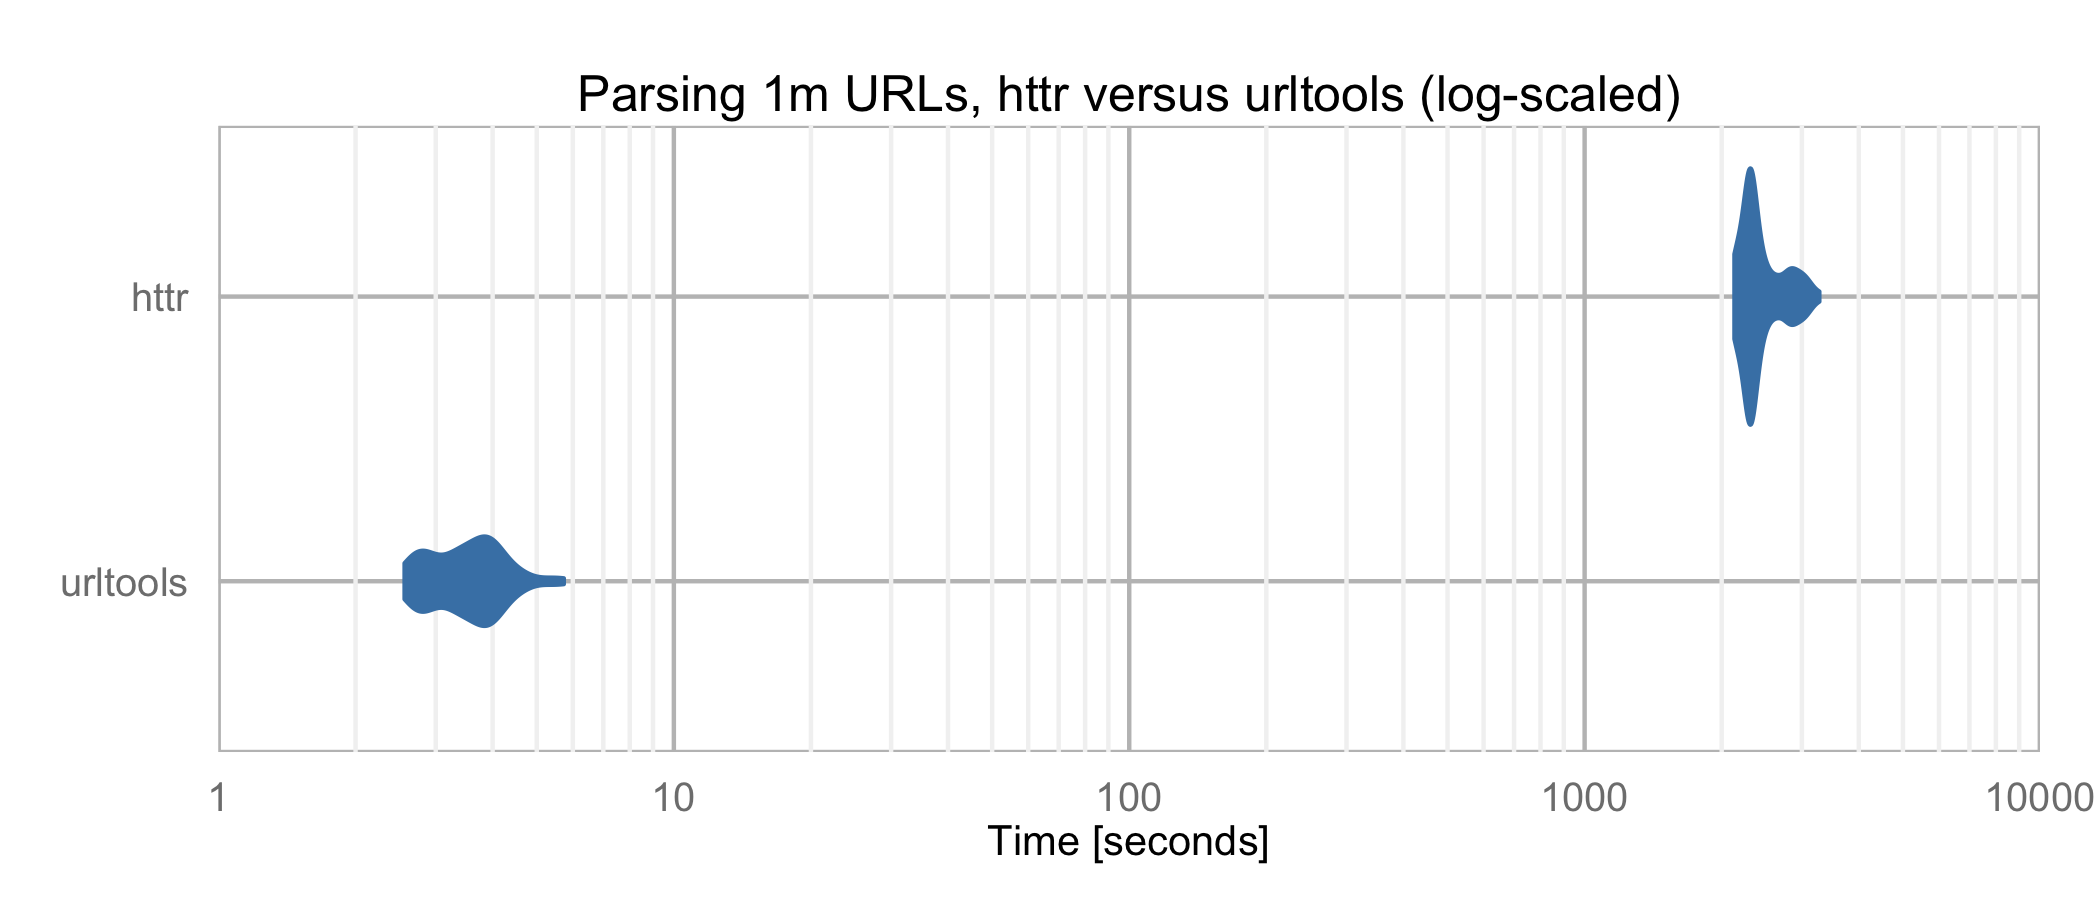 Parsing 1m URLs, httr versus urltools (log-scaled)
httr
urltools
1 10 100 1000 10000
Time [seconds]